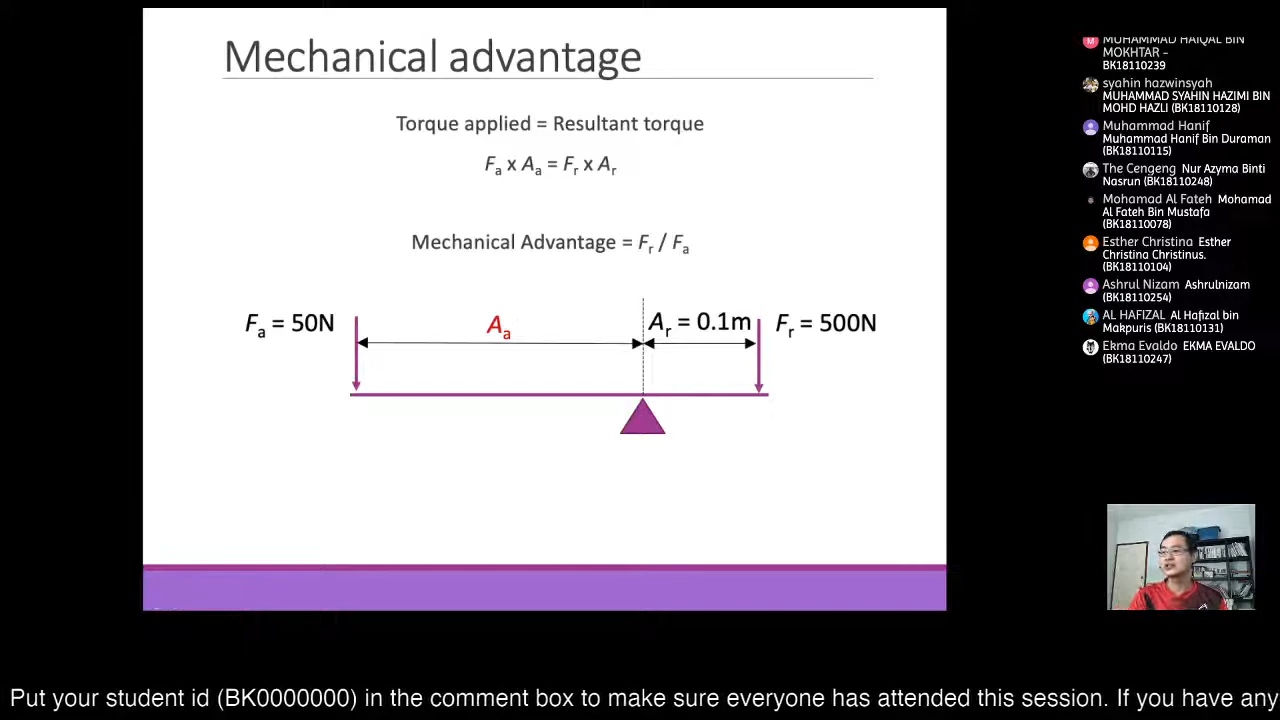 Mechanical advantage
Torque applied = Resultant torque
Fa x Aa = Fr x Ar
Mechanical Advantage = Fr / Fa
Fa = 50N
Aa
Ar = 0.1m
Fr = 500N
MUHAMMAD HAIQAL BIN
MOKHTAR -
BK18110239
syahin hazwinsyah
MUHAMMAD SYAHIN HAZIMI BIN
MOHD HAZLI (BK18110128)
Muhammad Hanif
Muhammad Hanif Bin Duraman
(BK18110115)
The Cengeng Nur Azyma Binti
Nasrun (BK18110248)
Mohamad Al Fateh Mohamad
Al Fateh Bin Mustafa
(BK18110078)
Esther Christina Esther
Christina Christinus.
(BK18110104)
Ashrul Nizam Ashrulnizam
(BK18110254)
AL HAFIZAL Al Hafizal bin
Makpuris (BK18110131)
Ekma Evaldo EKMA EVALDO
(BK18110247)
Put your student id (BK0000000) in the comment box to make sure everyone has attended this session. If you have any